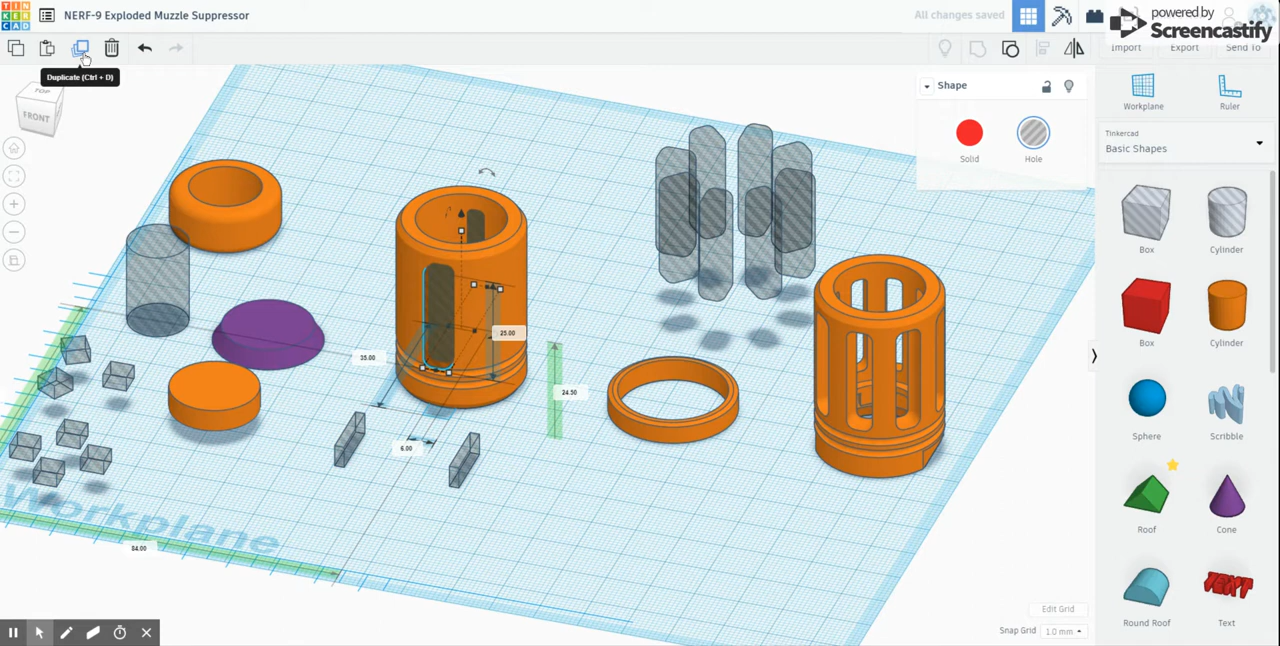 TIN
KER
CAD
NERF-9 Exploded Muzzle Suppressor
All changes saved
powered by
Screencastify
Import
Export
Send To
Duplicate (Ctrl + D)
TOP
FRONT
Shape
Solid
Hole
Workplane
Ruler
Tinkercad
Basic Shapes
Box
Cylinder
Box
Cylinder
Sphere
Scribble
Roof
Cone
TEXT
Round Roof
Text
25.00
35.00
24.50
6.00
84.00
Workplane
Edit Grid
Snap Grid
1.0 mm